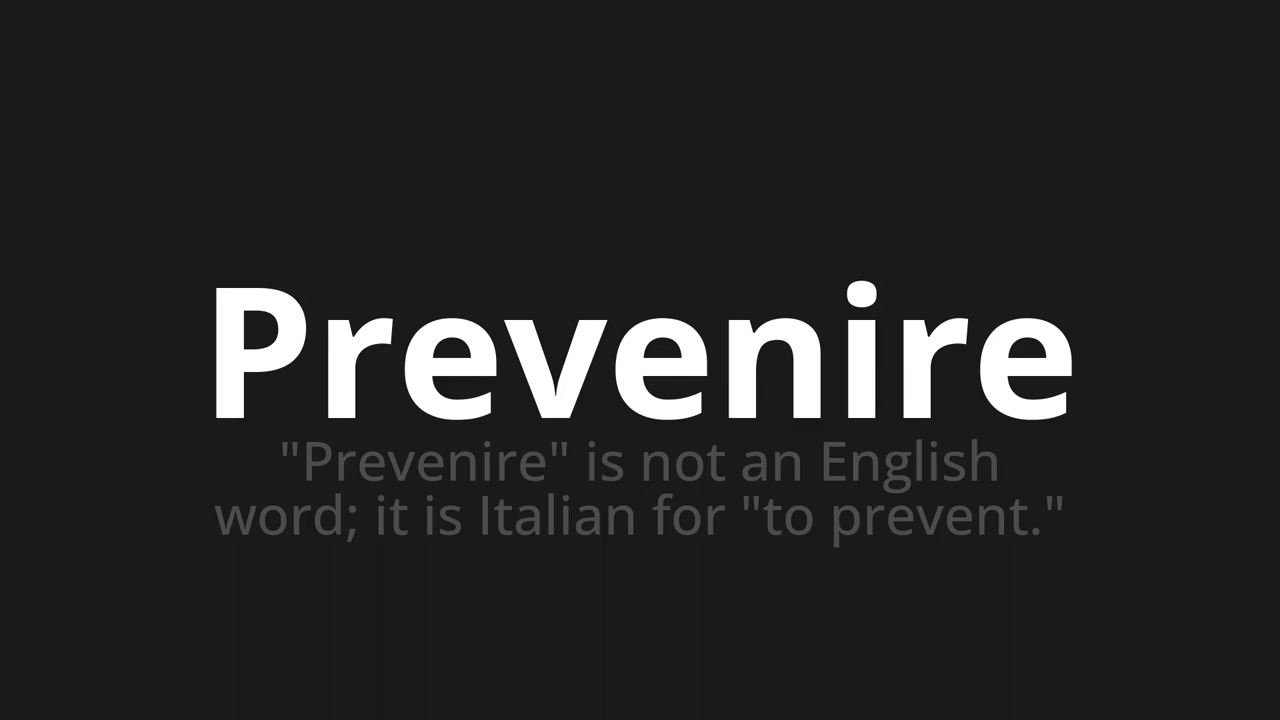 Prevenire
"Prevenire" is not an English
word; it is Italian for "to prevent."